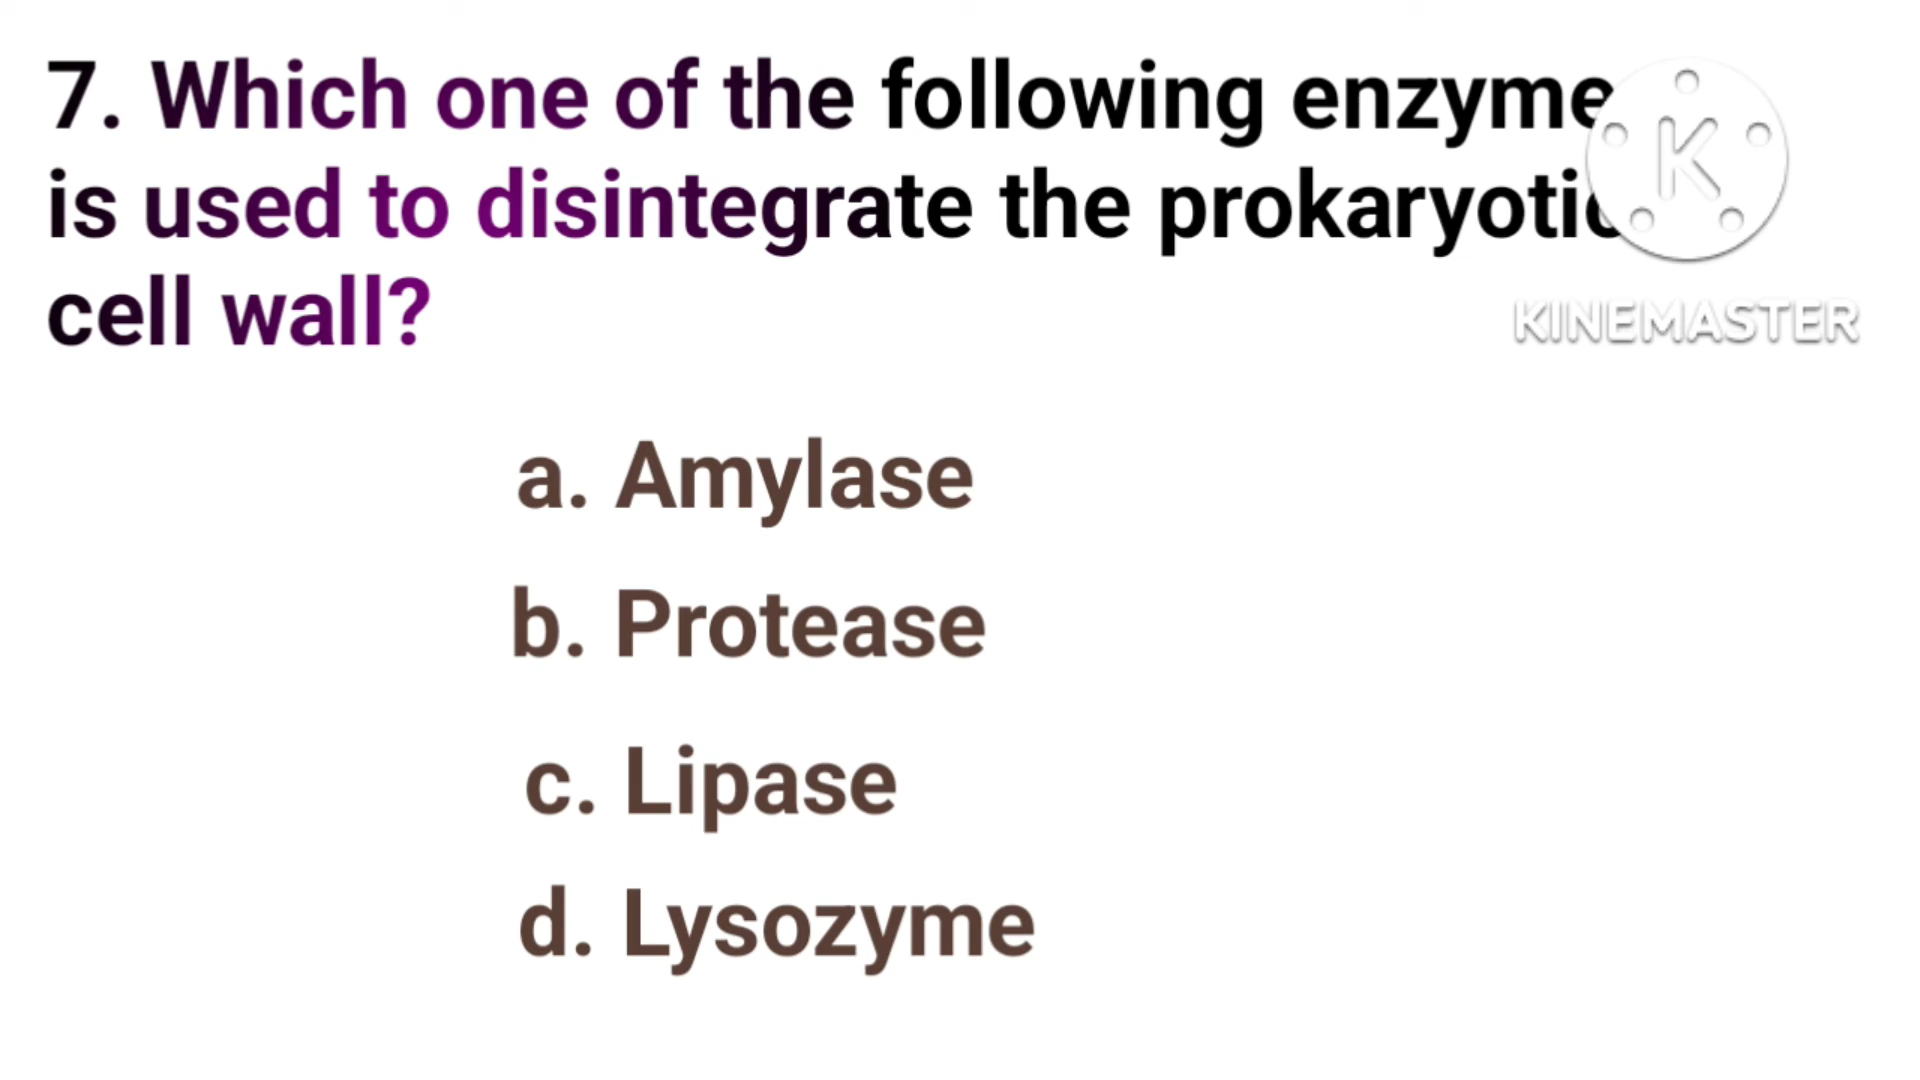 7. Which one of the following enzyme
is used to disintegrate the prokaryotic
cell wall?
K
KINEMASTER
a. Amylase
b. Protease
c. Lipase
d. Lysozyme